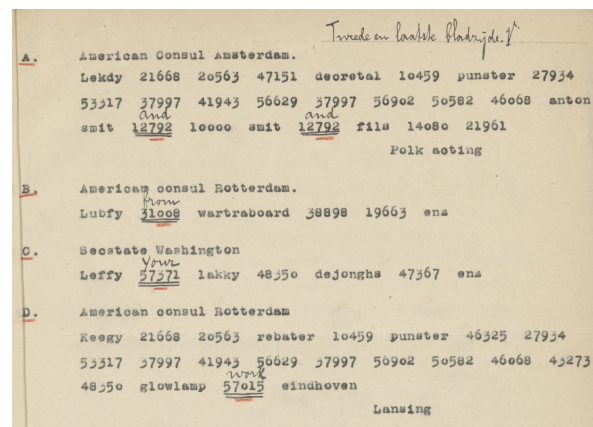 Tweede en laatste bladzijde.
A. American Consul Amsterdam.
Lekdy 21668 20563 47151 decretal 10459 punster 27934
53317 37997 41943 56629 37997 56902 50582 46068 anton
and and
smit 12792 10000 smit 12792 fils 14080 21961
Polk acting
B. American consul Rotterdam.
from
Lubfy 31008 wartraboard 38898 19663 enz
C. Secstate Washington
Your
Leffy 57371 lakky 48350 dejonghs 47367 enz
D. American consul Rotterdam
Keegy 21668 20563 rebater 10459 punster 46325 27934
53317 37997 41943 56629 37997 56902 50582 46068 43273
work
48350 glowlamp 57015 eindhoven
Lansing